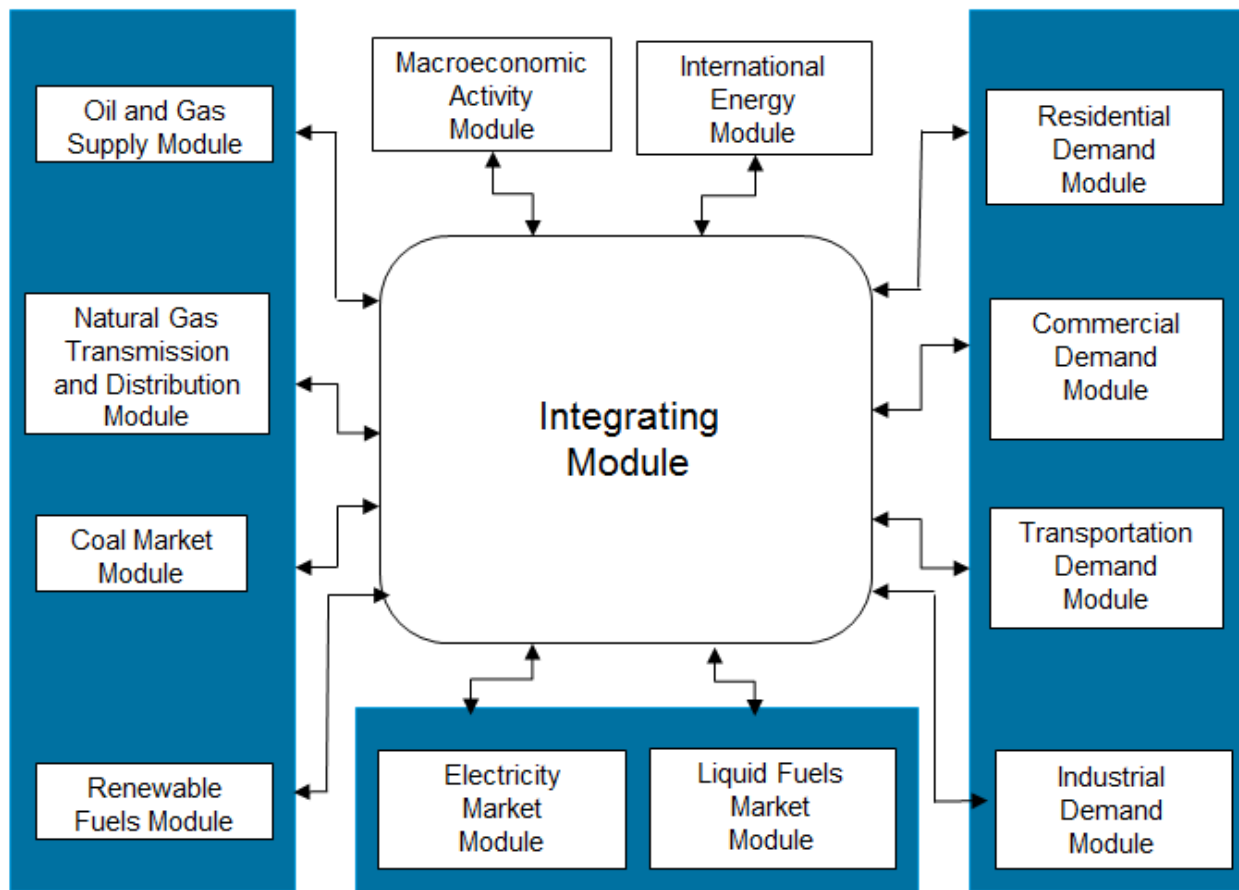 Oil and Gas
Supply Module
Natural Gas
Transmission
and Distribution
Module
Coal Market
Module
Renewable
Fuels Module
Macroeconomic
Activity
Module
International
Energy
Module
Integrating
Module
Electricity
Market
Module
Liquid Fuels
Market
Module
Residential
Demand
Module
Commercial
Demand
Module
Transportation
Demand
Module
Industrial
Demand
Module